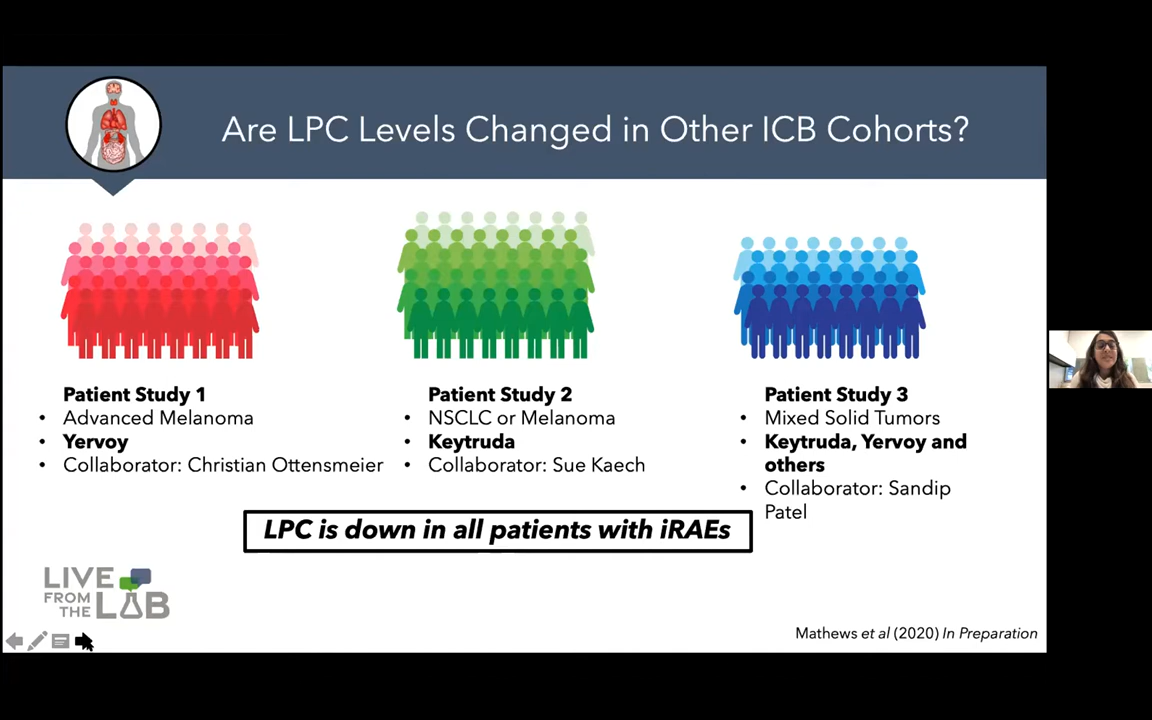 Are LPC Levels Changed in Other ICB Cohorts?
Patient Study 1
• Advanced Melanoma
• Yervoy
• Collaborator: Christian Ottensmeier
Patient Study 2
• NSCLC or Melanoma
• Keytruda
• Collaborator: Sue Kaech
Patient Study 3
• Mixed Solid Tumors
• Keytruda, Yervoy and
others
• Collaborator: Sandip
Patel
LPC is down in all patients with iRAEs
LIVE
FROM
THE LAB
Mathews et al (2020) In Preparation